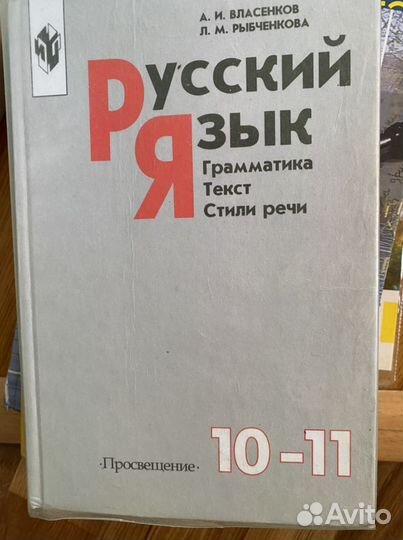 А. И. ВЛАСЕНКОВ
Л. М. РЫБЧЕНКОВА
Русский
Язык
Грамматика
Текст
Стили речи
·Просвещение·
10–11
Avito